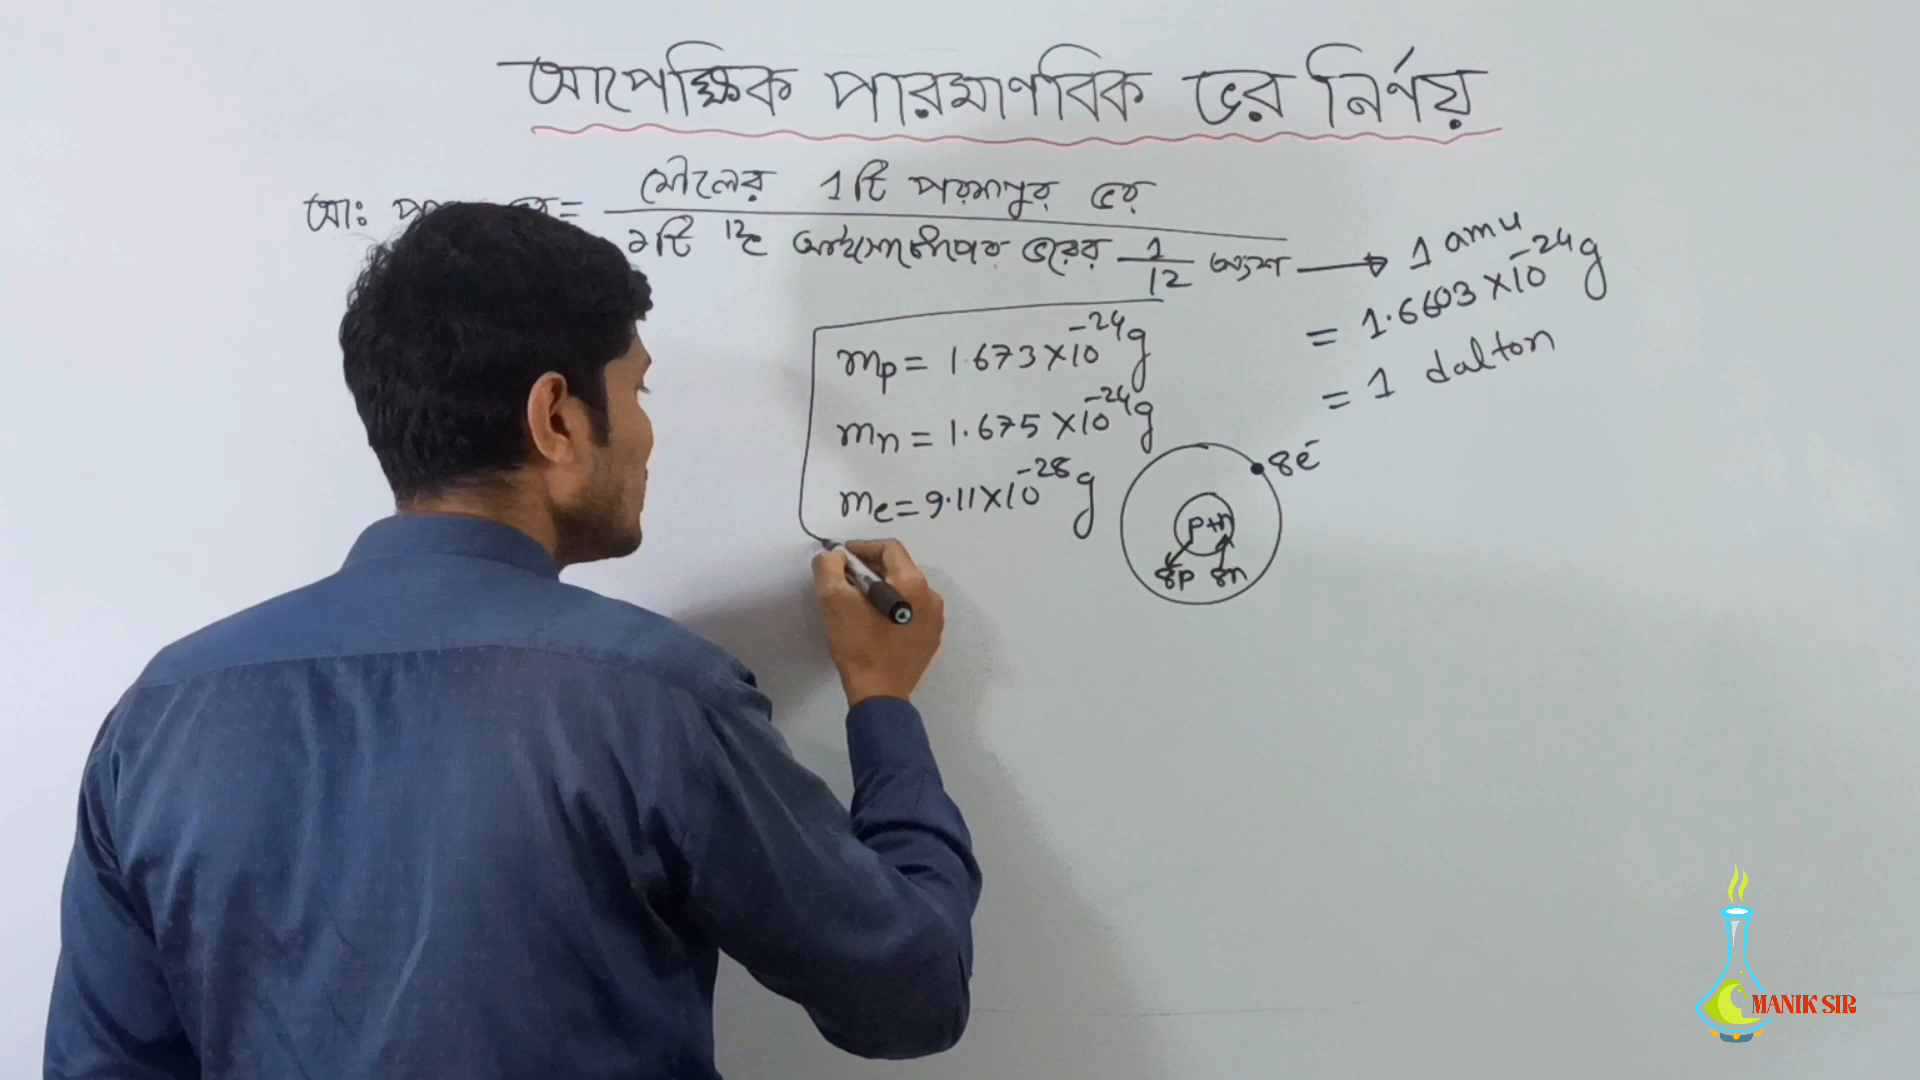 আপেক্ষিক পারমাণবিক ভর নির্ণয়
মৌলের 1টি পরমাণুর ভর
আঃ =
১টি ¹²C আইসোটোপের ভরের 1/12 অংশ → 1 amu
= 1.6603×10⁻²⁴g
= 1 dalton
mp = 1.673×10⁻²⁴g
mn = 1.675×10⁻²⁴g
me = 9.11×10⁻²⁸g
8e⁻
p+n
8p 8n
MANIK SIR